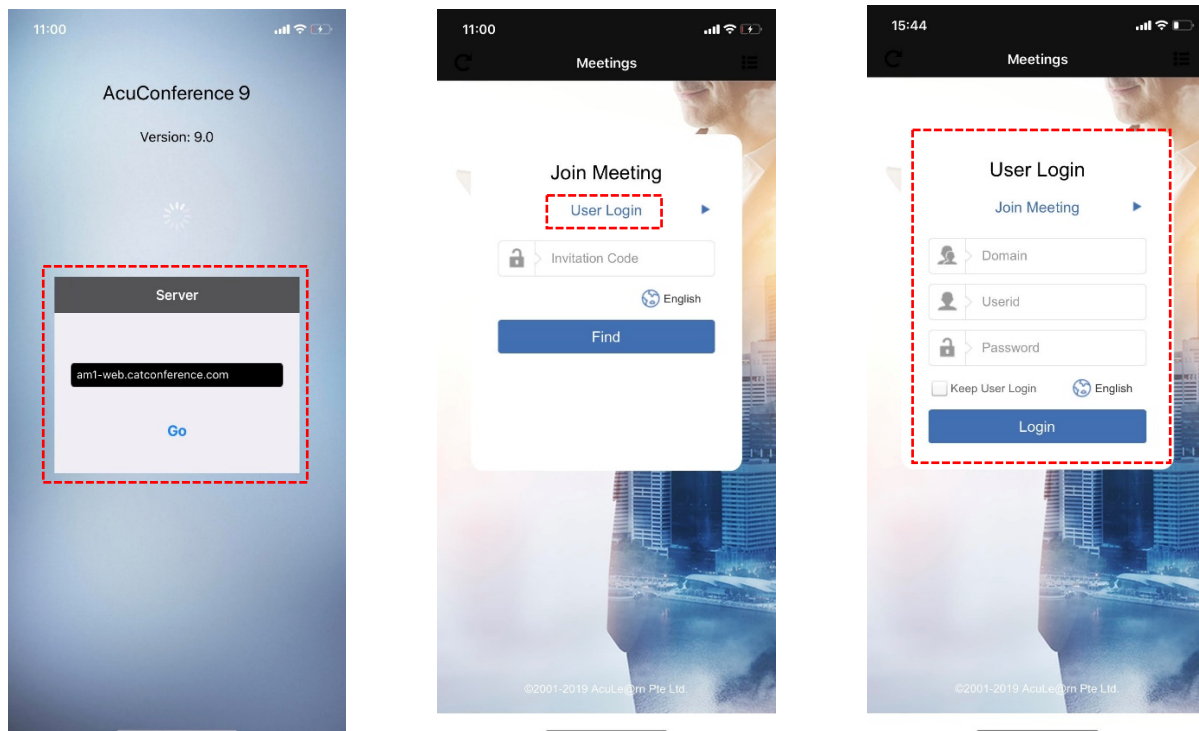 11:00
AcuConference 9
Version: 9.0
Server
am1-web.catconference.com
Go
11:00
Meetings
Join Meeting
User Login
Invitation Code
English
Find
©2001-2019 AcuLe@rn Pte Ltd.
15:44
Meetings
User Login
Join Meeting
Domain
Userid
Password
Keep User Login English
Login
©2001-2019 AcuLe@rn Pte Ltd.